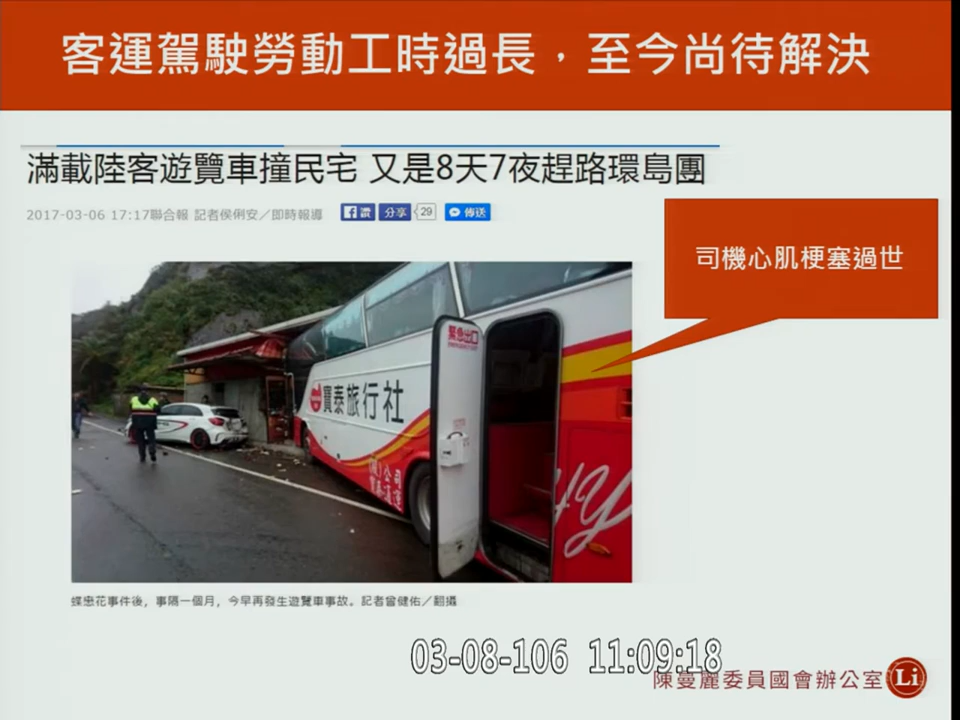 客運駕駛勞動工時過長，至今尚待解決
滿載陸客遊覽車撞民宅 又是8天7夜趕路環島團
2017-03-06 17:17聯合報 記者侯俐安／即時報導
讚 分享 29 傳送
司機心肌梗塞過世
緊急出口
寶泰旅行社
公司
蝶戀花事件後，事隔一個月，今早再發生遊覽車事故。記者曾健佑／翻攝
03-08-106 11:09:18
陳曼麗委員國會辦公室 Li